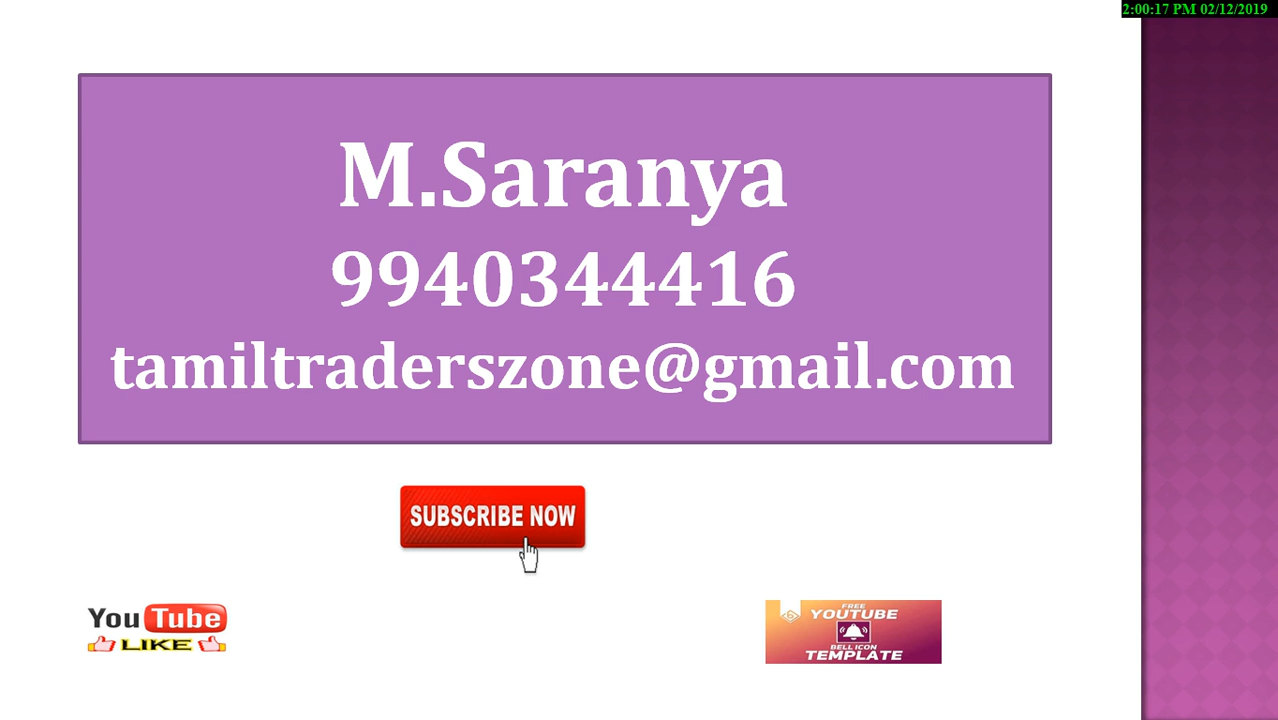 2:00:17 PM 02/12/2019
M.Saranya
9940344416
tamiltraderszone@gmail.com
SUBSCRIBE NOW
You Tube
LIKE
FREE
YOUTUBE
BELL ICON
TEMPLATE